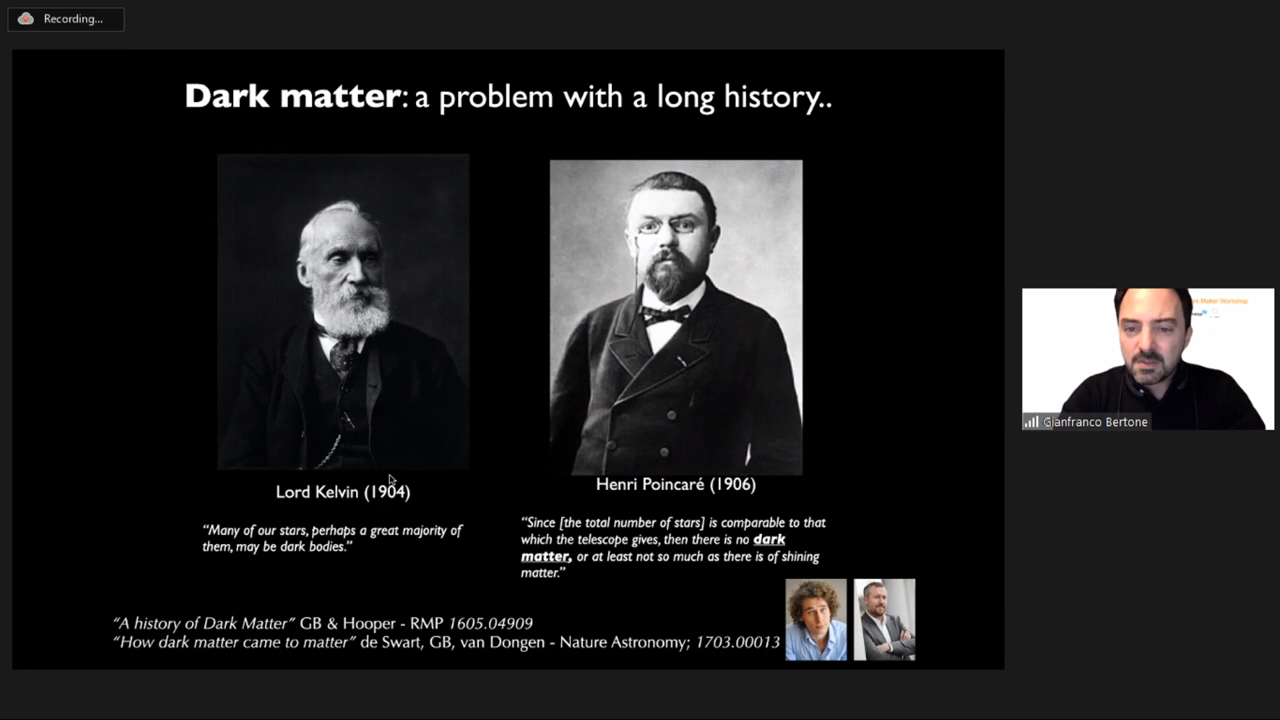 Recording...
Dark matter: a problem with a long history..
Lord Kelvin (1904)
“Many of our stars, perhaps a great majority of
them, may be dark bodies.”
Henri Poincaré (1906)
“Since [the total number of stars] is comparable to that
which the telescope gives, then there is no dark
matter, or at least not so much as there is of shining
matter.”
“A history of Dark Matter” GB & Hooper - RMP 1605.04909
“How dark matter came to matter” de Swart, GB, van Dongen - Nature Astronomy; 1703.00013
Matter Workshop
Gianfranco Bertone